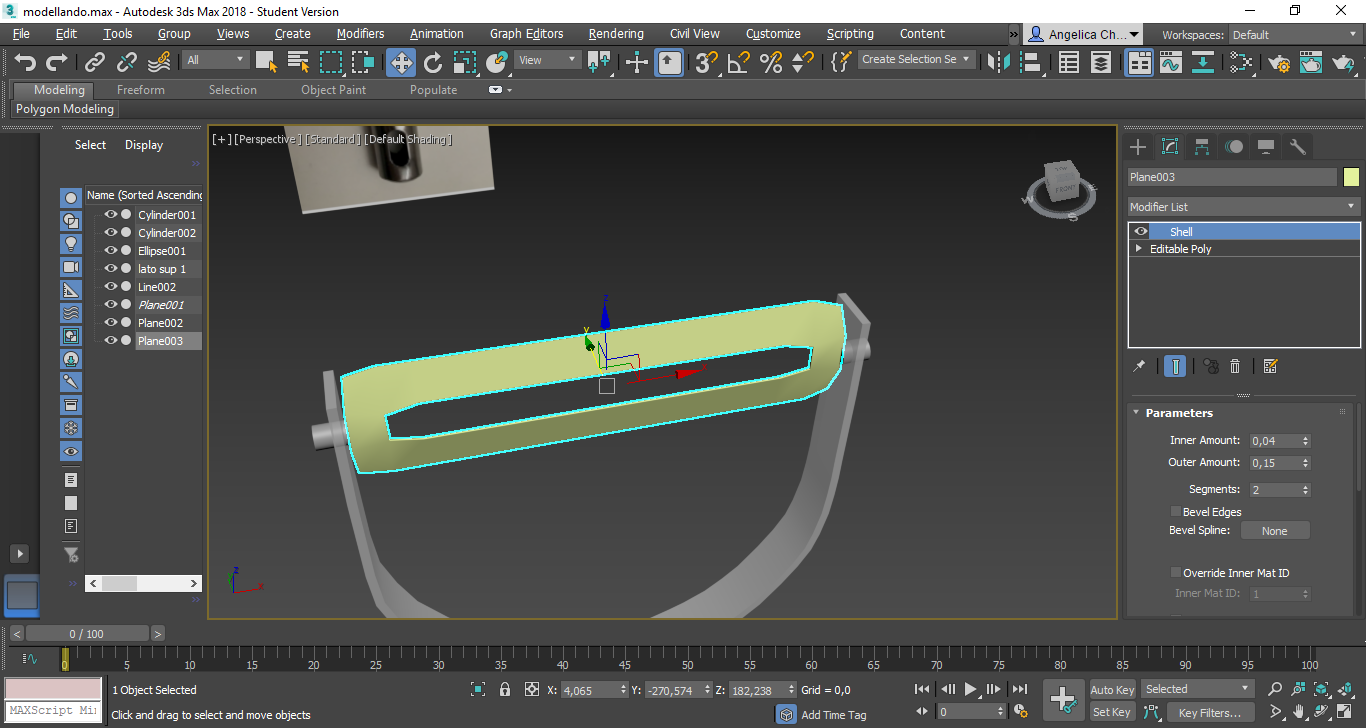 modellando.max - Autodesk 3ds Max 2018 - Student Version
File Edit Tools Group Views Create Modifiers Animation Graph Editors Rendering Civil View Customize Scripting Content » Angelica Ch... Workspaces: Default
All View Create Selection Se
Modeling Freeform Selection Object Paint Populate
Polygon Modeling
Select Display
Name (Sorted Ascending
Cylinder001
Cylinder002
Ellipse001
lato sup 1
Line002
Plane001
Plane002
Plane003
[+] [Perspective] [Standard] [Default Shading]
FRONT
W S
z
y
z
x
Plane003
Modifier List
Shell
Editable Poly
Parameters
Inner Amount: 0,04
Outer Amount: 0,15
Segments: 2
Bevel Edges
Bevel Spline: None
Override Inner Mat ID
Inner Mat ID: 1
< 0 / 100 >
0 5 10 15 20 25 30 35 40 45 50 55 60 65 70 75 80 85 90 95 100
1 Object Selected X: 4,065 Y: -270,574 Z: 182,238 Grid = 0,0 Auto Key Selected
MAXScript Mi Click and drag to select and move objects Add Time Tag 0 Set Key Key Filters...